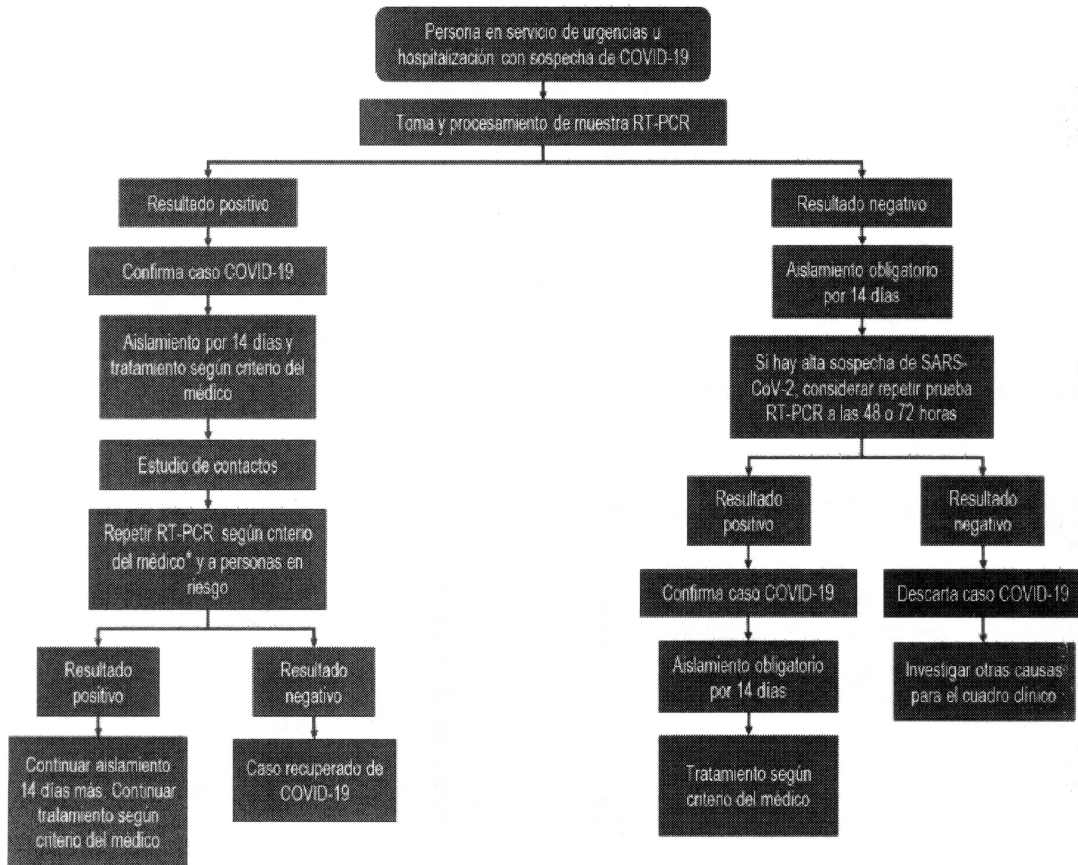 Persona en servicio de urgencias u
hospitalización con sospecha de COVID-19
Toma y procesamiento de muestra RT-PCR
Resultado positivo
Confirma caso COVID-19
Aislamiento por 14 días y
tratamiento según criterio del
médico
Estudio de contactos
Repetir RT-PCR según criterio
del médico* y a personas en
riesgo
Resultado
positivo
Continuar aislamiento
14 días más. Continuar
tratamiento según
criterio del médico
Resultado
negativo
Caso recuperado de
COVID-19
Resultado negativo
Aislamiento obligatorio
por 14 días
Si hay alta sospecha de SARS-
CoV-2, considerar repetir prueba
RT-PCR a las 48 o 72 horas
Resultado
positivo
Confirma caso COVID-19
Aislamiento obligatorio
por 14 días
Tratamiento según
criterio del médico
Resultado
negativo
Descarta caso COVID-19
Investigar otras causas
para el cuadro clínico